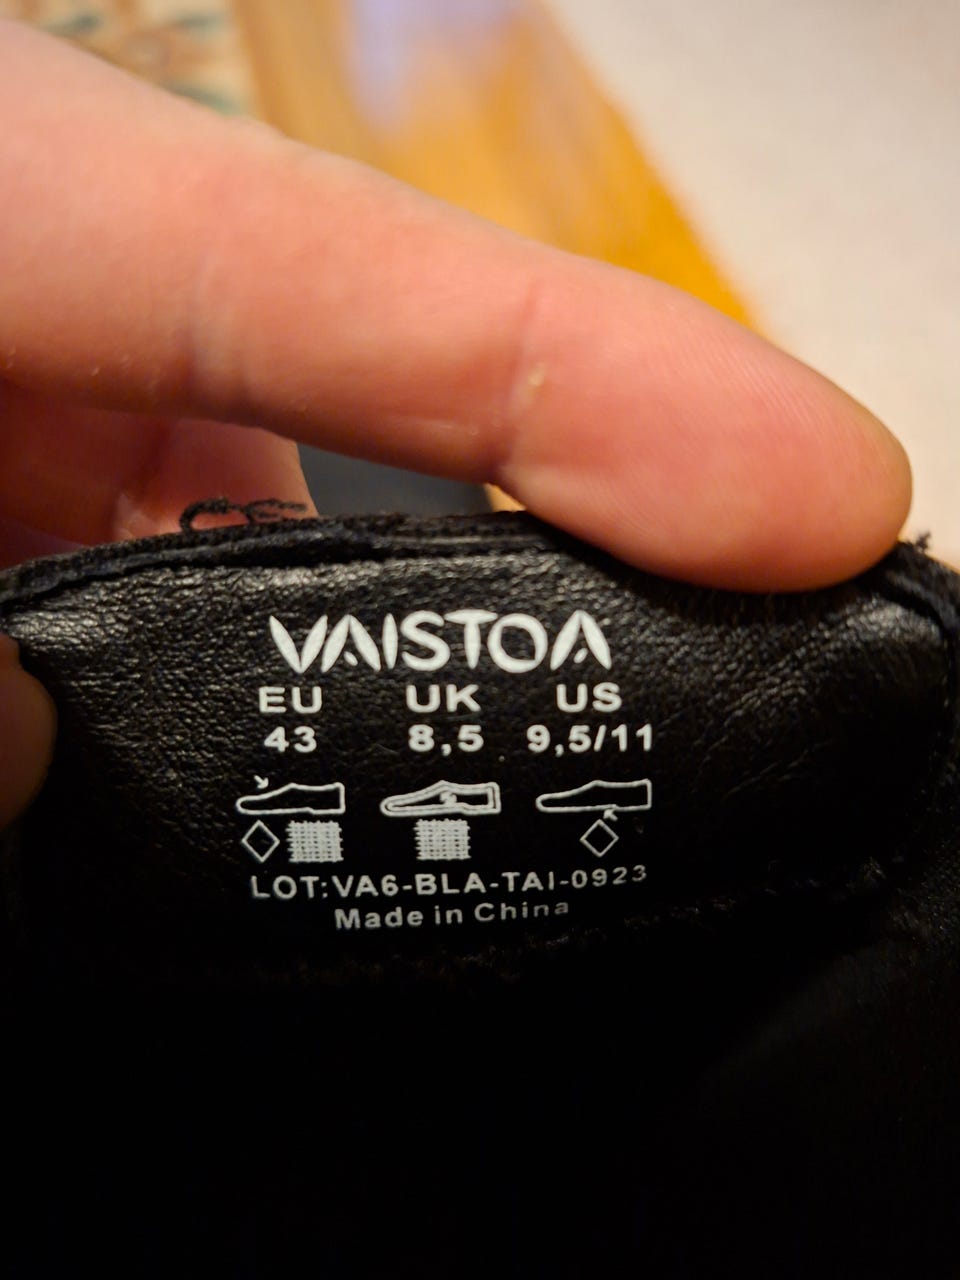 VAISTOA
EU UK US
43 8,5 9,5/11
LOT:VA6-BLA-TAI-0923
Made in China